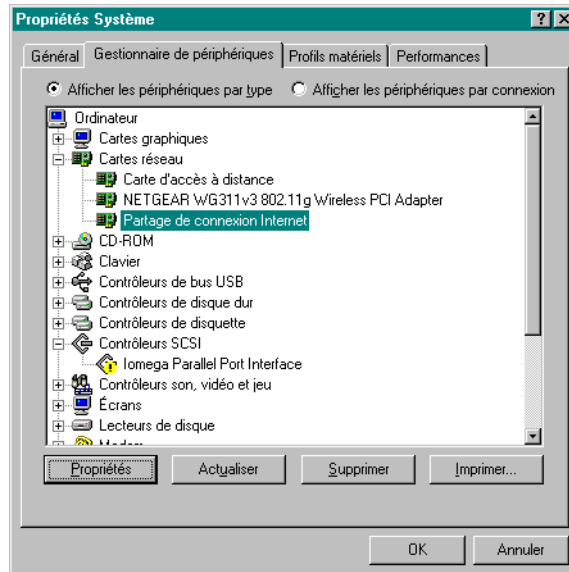 Propriétés Système
Général Gestionnaire de périphériques Profils matériels Performances
Afficher les périphériques par type Afficher les périphériques par connexion
Ordinateur
Cartes graphiques
Cartes réseau
Carte d'accès à distance
NETGEAR WG311v3 802.11g Wireless PCI Adapter
Partage de connexion Internet
CD-ROM
Clavier
Contrôleurs de bus USB
Contrôleurs de disque dur
Contrôleurs de disquette
Contrôleurs SCSI
Iomega Parallel Port Interface
Contrôleurs son, vidéo et jeu
Écrans
Lecteurs de disque
Modem
Propriétés Actualiser Supprimer Imprimer...
OK Annuler